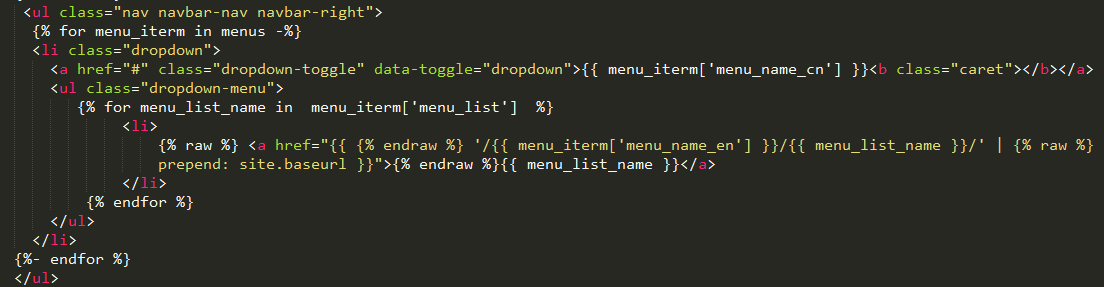 <ul class="nav navbar-nav navbar-right">
{% for menu_iterm in menus -%}
<li class="dropdown">
<a href="#" class="dropdown-toggle" data-toggle="dropdown">{{ menu_iterm['menu_name_cn'] }}<b class="caret"></b></a>
<ul class="dropdown-menu">
{% for menu_list_name in  menu_iterm['menu_list']  %}
<li>
{% raw %} <a href="{{ {% endraw %} '/{{ menu_iterm['menu_name_en'] }}/{{ menu_list_name }}/' | {% raw %}
prepend: site.baseurl }}">{% endraw %}{{ menu_list_name }}</a>
</li>
{% endfor %}
</ul>
</li>
{%- endfor %}
</ul>